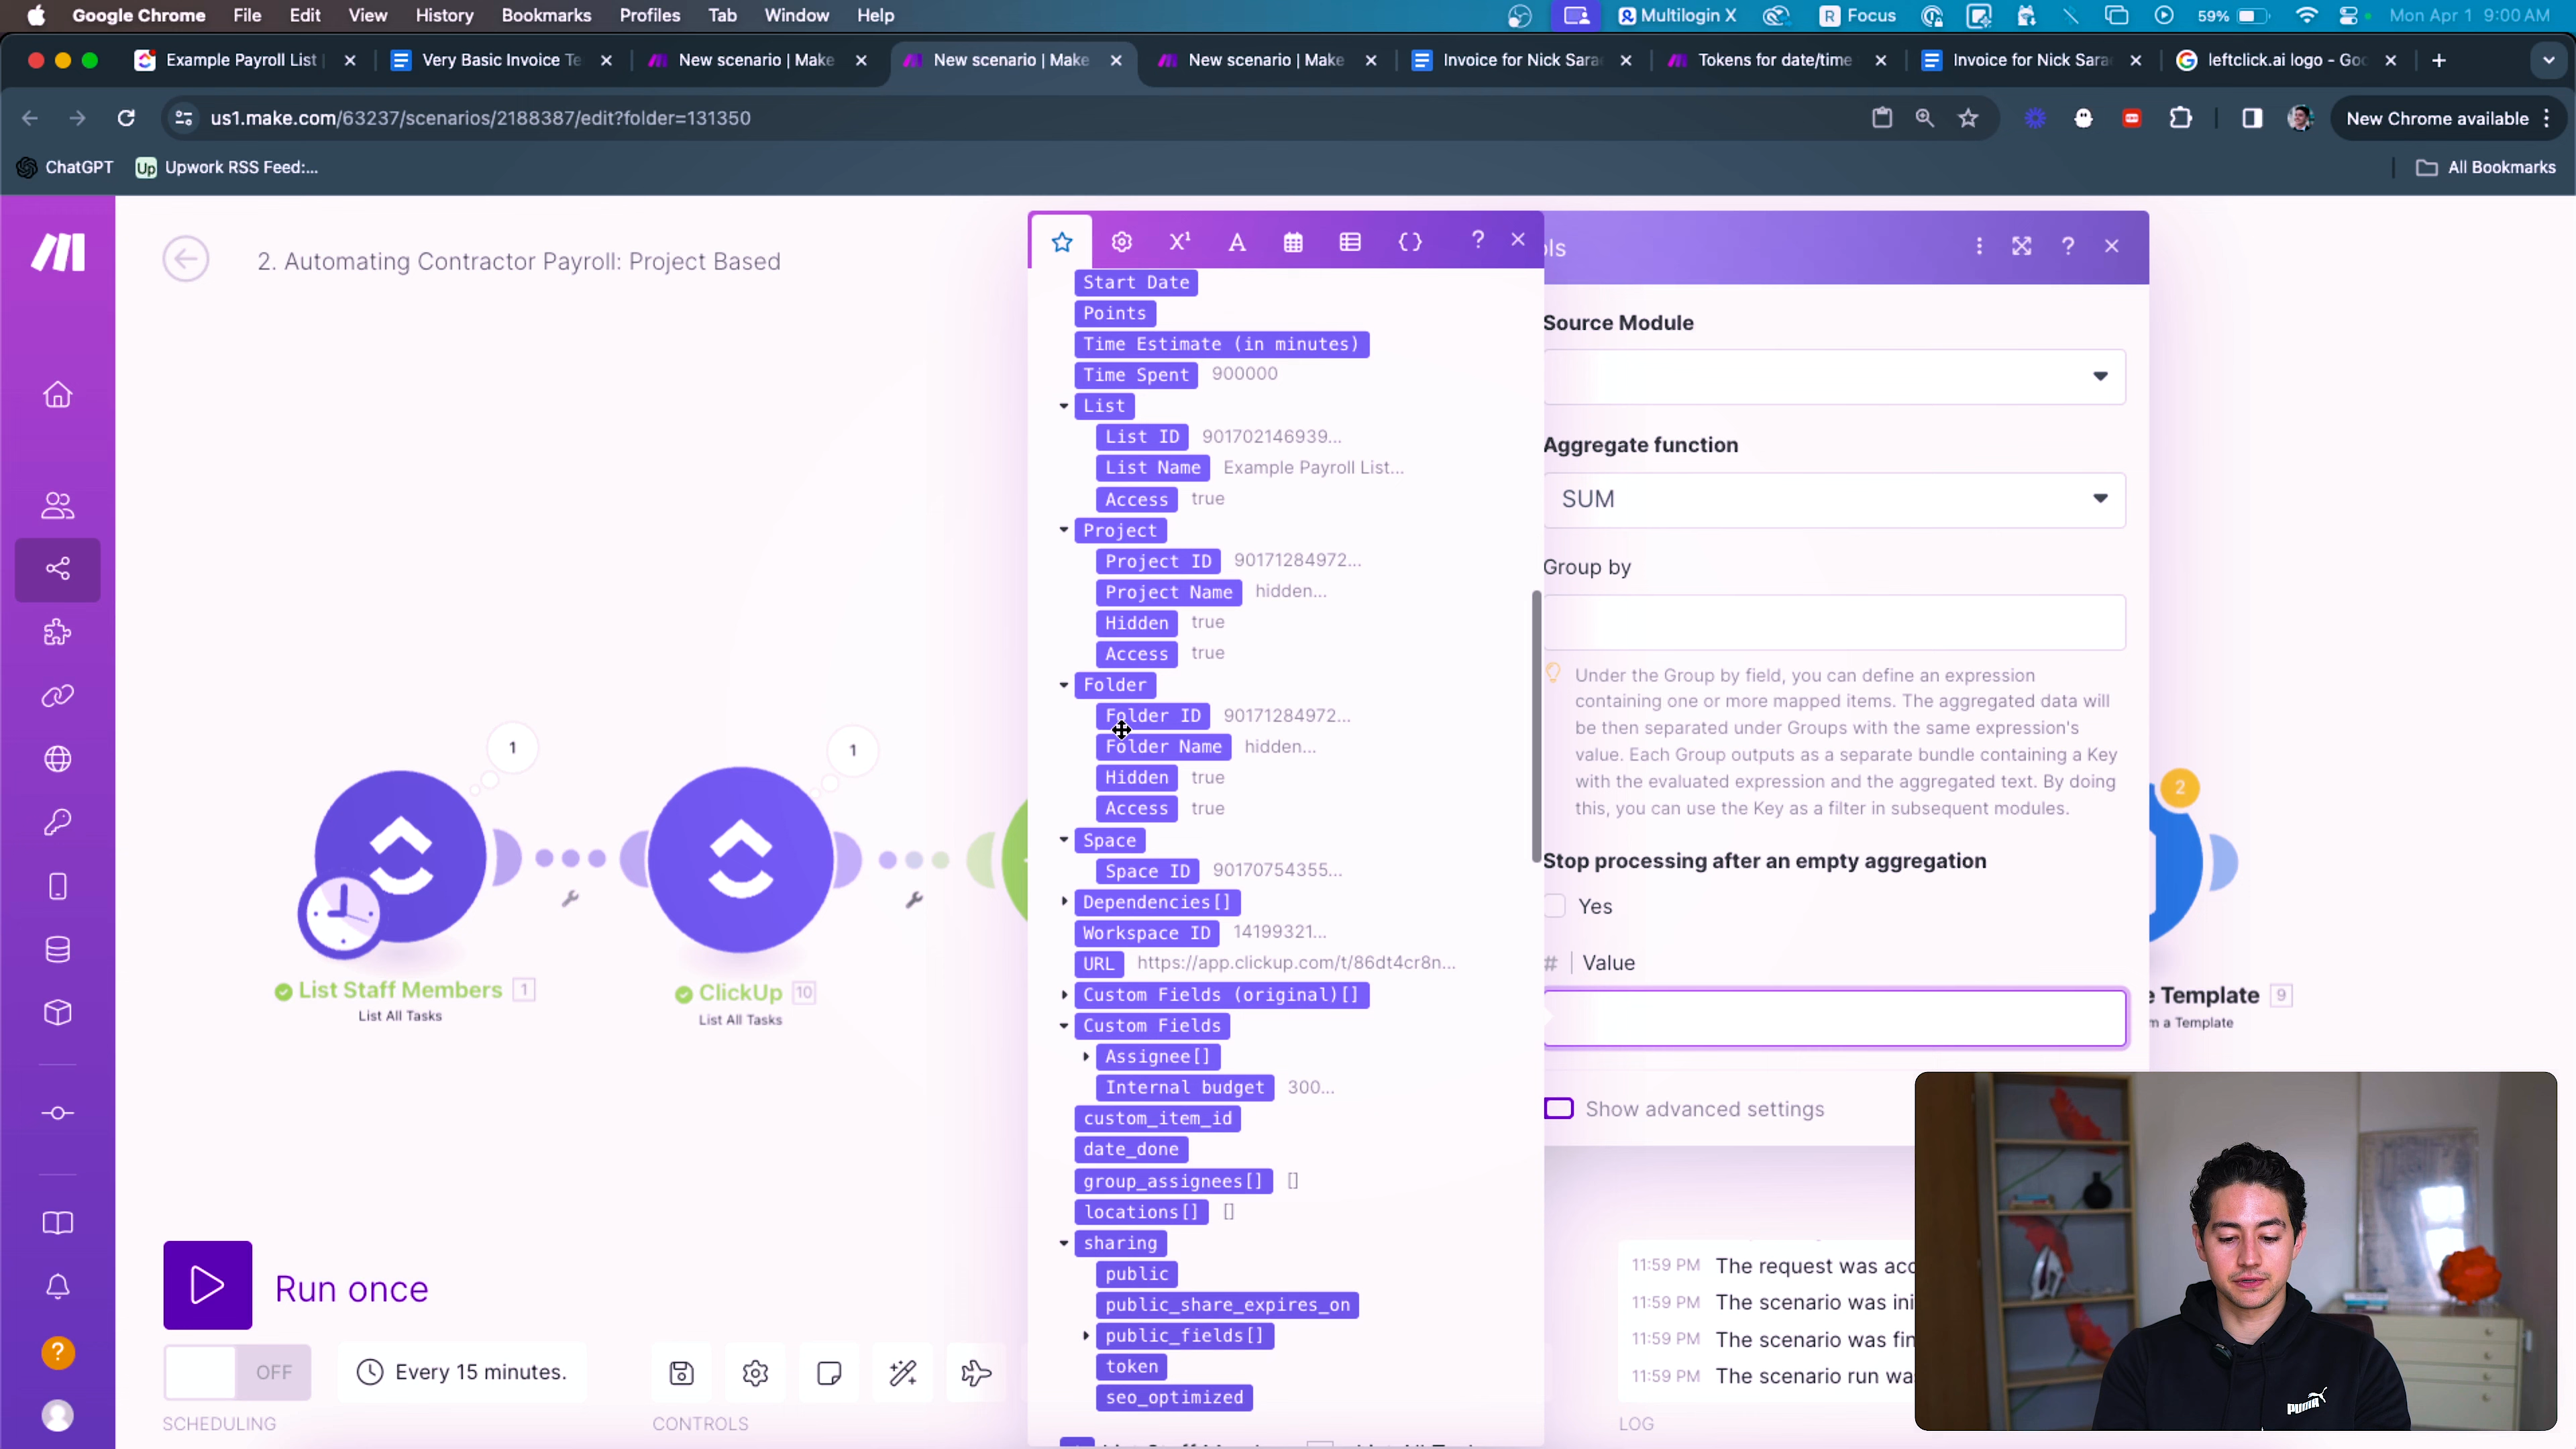 Google Chrome File Edit View History Bookmarks Profiles Tab Window Help
Multilogin X R Focus 59% Mon Apr 1 9:00 AM
Example Payroll List
Very Basic Invoice Te
New scenario | Make
New scenario | Make
New scenario | Make
Invoice for Nick Sara
Tokens for date/time
Invoice for Nick Sara
leftclick.ai logo - Goo
us1.make.com/63237/scenarios/2188387/edit?folder=131350
New Chrome available
ChatGPT
Up Upwork RSS Feed:...
All Bookmarks
2. Automating Contractor Payroll: Project Based
ols
Start Date
Points
Time Estimate (in minutes)
Time Spent 900000
List
List ID 901702146939...
List Name Example Payroll List...
Access true
Project
Project ID 90171284972...
Project Name hidden...
Hidden true
Access true
Folder
Folder ID 90171284972...
Folder Name hidden...
Hidden true
Access true
Space
Space ID 90170754355...
Dependencies[]
Workspace ID 14199321...
URL https://app.clickup.com/t/86dt4cr8n...
Custom Fields (original)[]
Custom Fields
Assignee[]
Internal budget 300...
custom_item_id
date_done
group_assignees[] []
locations[] []
sharing
public
public_share_expires_on
public_fields[]
token
seo_optimized
Source Module
Aggregate function
SUM
Group by
Under the Group by field, you can define an expression
containing one or more mapped items. The aggregated data will
be then separated under Groups with the same expression's
value. Each Group outputs as a separate bundle containing a Key
with the evaluated expression and the aggregated text. By doing
this, you can use the Key as a filter in subsequent modules.
Stop processing after an empty aggregation
Yes
# Value
Show advanced settings
1
1
List Staff Members 1
List All Tasks
ClickUp 10
List All Tasks
2
e Template 9
m a Template
Run once
OFF
Every 15 minutes.
SCHEDULING
CONTROLS
LOG
11:59 PM The request was acc
11:59 PM The scenario was ini
11:59 PM The scenario was fin
11:59 PM The scenario run wa
PUMA